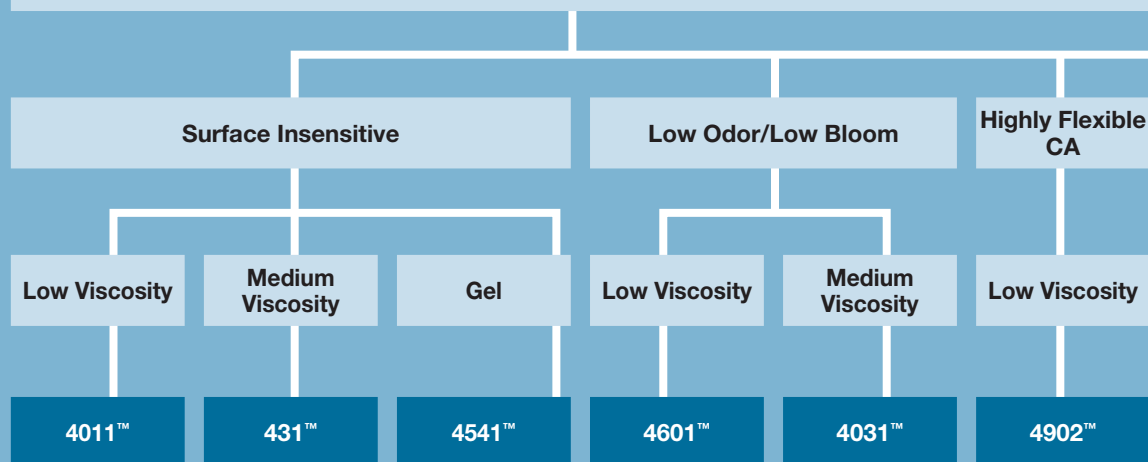 Surface Insensitive
Low Odor/Low Bloom
Highly Flexible
CA
Low Viscosity
Medium
Viscosity
Gel
Low Viscosity
Medium
Viscosity
Low Viscosity
4011™
431™
4541™
4601™
4031™
4902™